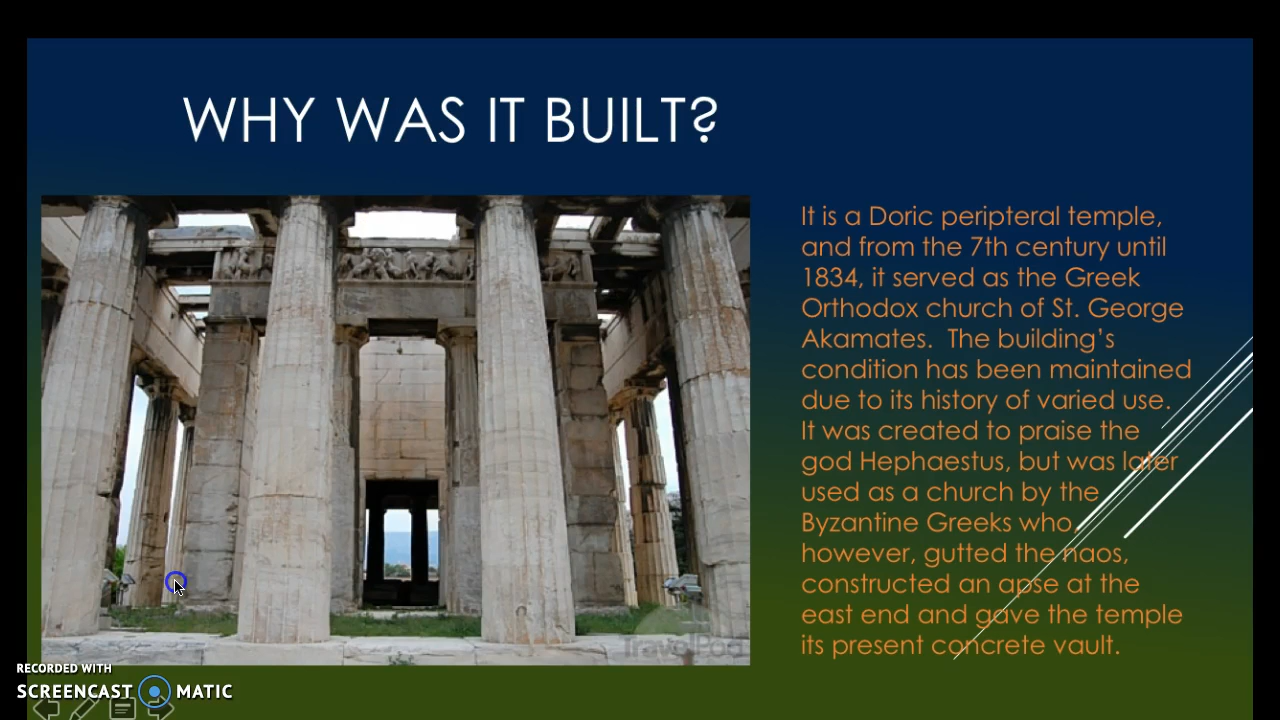 WHY WAS IT BUILT?
It is a Doric peripteral temple,
and from the 7th century until
1834, it served as the Greek
Orthodox church of St. George
Akamates.  The building’s
condition has been maintained
due to its history of varied use.
It was created to praise the
god Hephaestus, but was later
used as a church by the
Byzantine Greeks who,
however, gutted the naos,
constructed an apse at the
east end and gave the temple
its present concrete vault.
RECORDED WITH
SCREENCAST MATIC